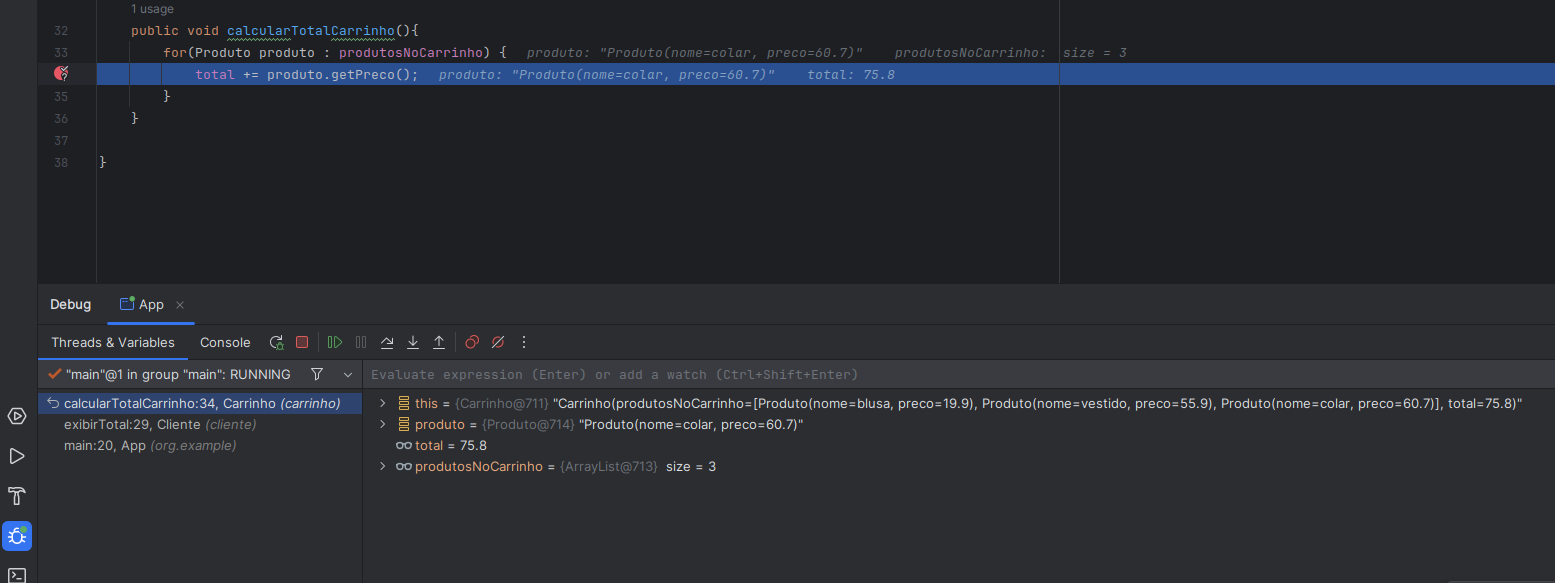 1 usage
32 public void calcularTotalCarrinho(){
33 for(Produto produto : produtosNoCarrinho) { produto: "Produto(nome=colar, preco=60.7)" produtosNoCarrinho: size = 3
total += produto.getPreco(); produto: "Produto(nome=colar, preco=60.7)" total: 75.8
35 }
36 }
37
38 }
Debug App
Threads & Variables Console
"main"@1 in group "main": RUNNING
Evaluate expression (Enter) or add a watch (Ctrl+Shift+Enter)
calcularTotalCarrinho:34, Carrinho (carrinho)
exibirTotal:29, Cliente (cliente)
main:20, App (org.example)
this = {Carrinho@711} "Carrinho(produtosNoCarrinho=[Produto(nome=blusa, preco=19.9), Produto(nome=vestido, preco=55.9), Produto(nome=colar, preco=60.7)], total=75.8)"
produto = {Produto@714} "Produto(nome=colar, preco=60.7)"
total = 75.8
produtosNoCarrinho = {ArrayList@713} size = 3